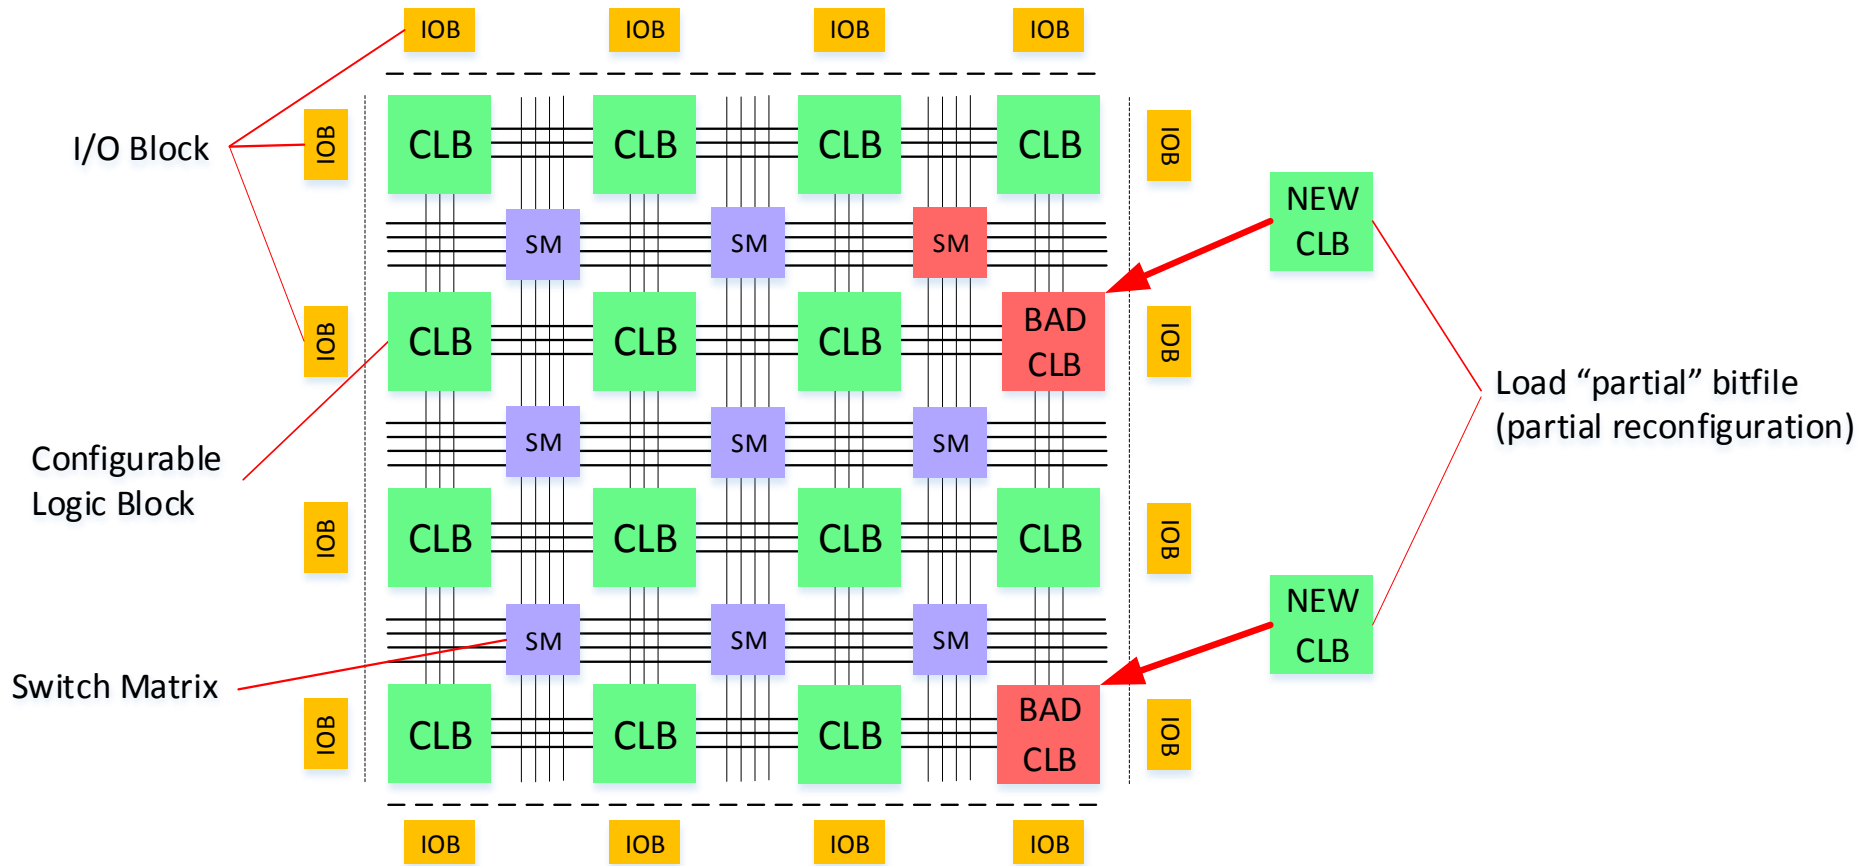 IOB IOB IOB IOB
I/O Block
IOB CLB CLB CLB CLB IOB
NEW
CLB
SM SM SM
IOB CLB CLB CLB BAD IOB
CLB
Load “partial” bitfile
(partial reconfiguration)
SM SM SM
Configurable
Logic Block
IOB CLB CLB CLB CLB IOB
NEW
CLB
SM SM SM
Switch Matrix
IOB CLB CLB CLB BAD IOB
CLB
IOB IOB IOB IOB